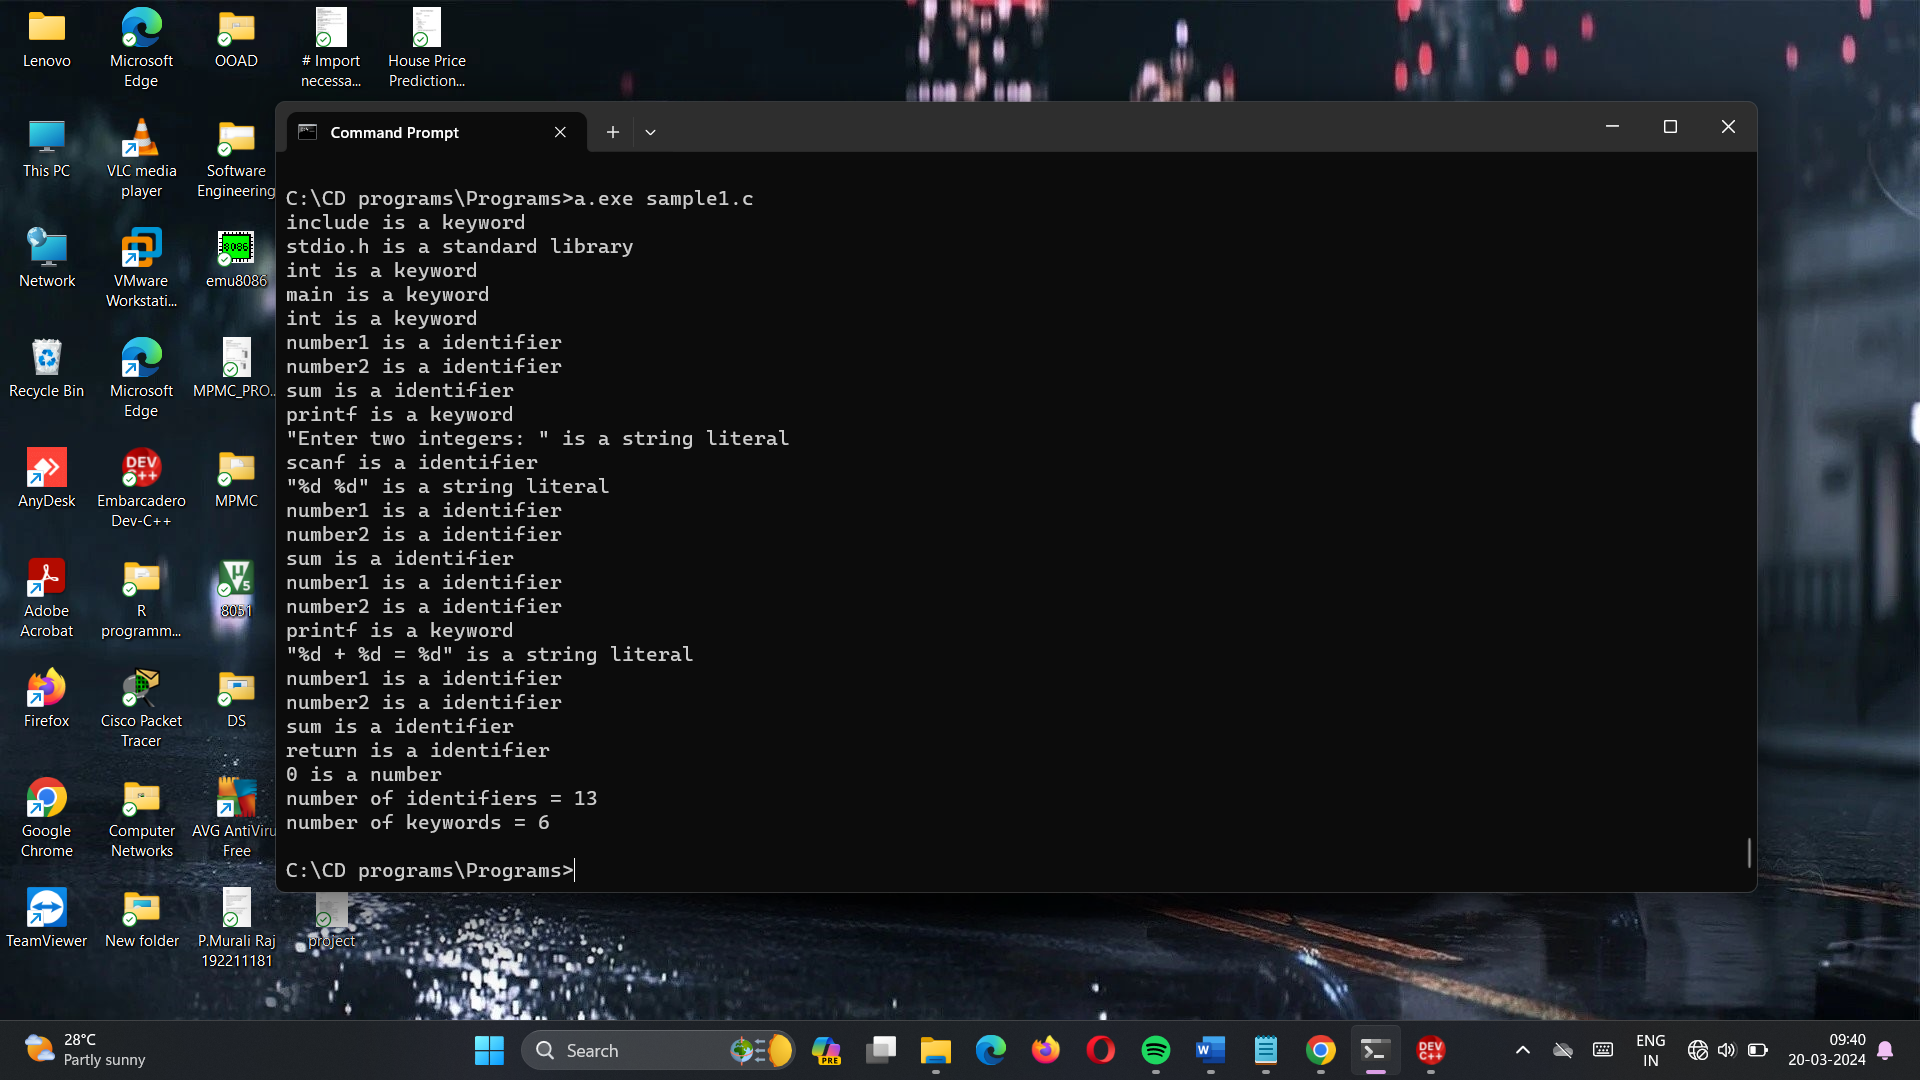 Lenovo
Microsoft
Edge
OOAD
# Import
necessa...
House Price
Prediction...
This PC
VLC media
player
Software
Engineering
Network
VMware
Workstati...
8086
emu8086
Recycle Bin
Microsoft
Edge
MPMC_PRO...
AnyDesk
DEV
C++
Embarcadero
Dev-C++
MPMC
Adobe
Acrobat
R
programm...
8051
Firefox
Cisco Packet
Tracer
DS
Google
Chrome
Computer
Networks
AVG AntiViru
Free
TeamViewer
New folder
P.Murali Raj
192211181
project
Command Prompt
C:\CD programs\Programs>a.exe sample1.c
include is a keyword
stdio.h is a standard library
int is a keyword
main is a keyword
int is a keyword
number1 is a identifier
number2 is a identifier
sum is a identifier
printf is a keyword
"Enter two integers: " is a string literal
scanf is a identifier
"%d %d" is a string literal
number1 is a identifier
number2 is a identifier
sum is a identifier
number1 is a identifier
number2 is a identifier
printf is a keyword
"%d + %d = %d" is a string literal
number1 is a identifier
number2 is a identifier
sum is a identifier
return is a identifier
0 is a number
number of identifiers = 13
number of keywords = 6
C:\CD programs\Programs>
28°C
Partly sunny
Search
PRE
DEV
C++
ENG
IN
09:40
20-03-2024